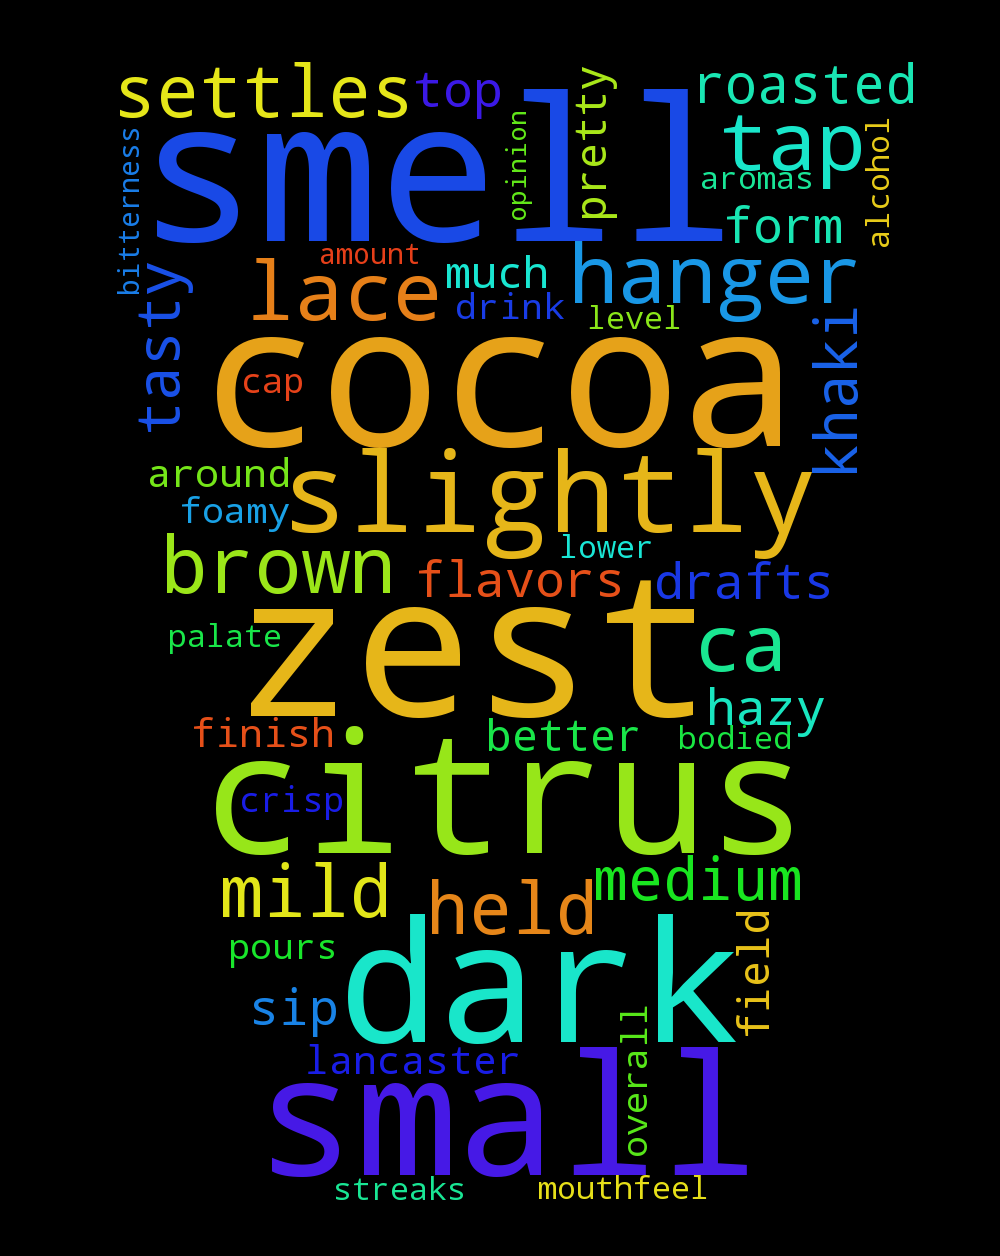 settles
top
pretty
roasted
smell
opinion
tap
alcohol
bitterness
aromas
form
amount
lace
much
hanger
tasty
drink
level
khaki
cocoa
cap
around
slightly
foamy
brown
lower
flavors
drafts
zest
palate
ca
hazy
finish
better
bodied
citrus
crisp
mild
held
medium
pours
dark
field
sip
overall
lancaster
small
streaks
mouthfeel